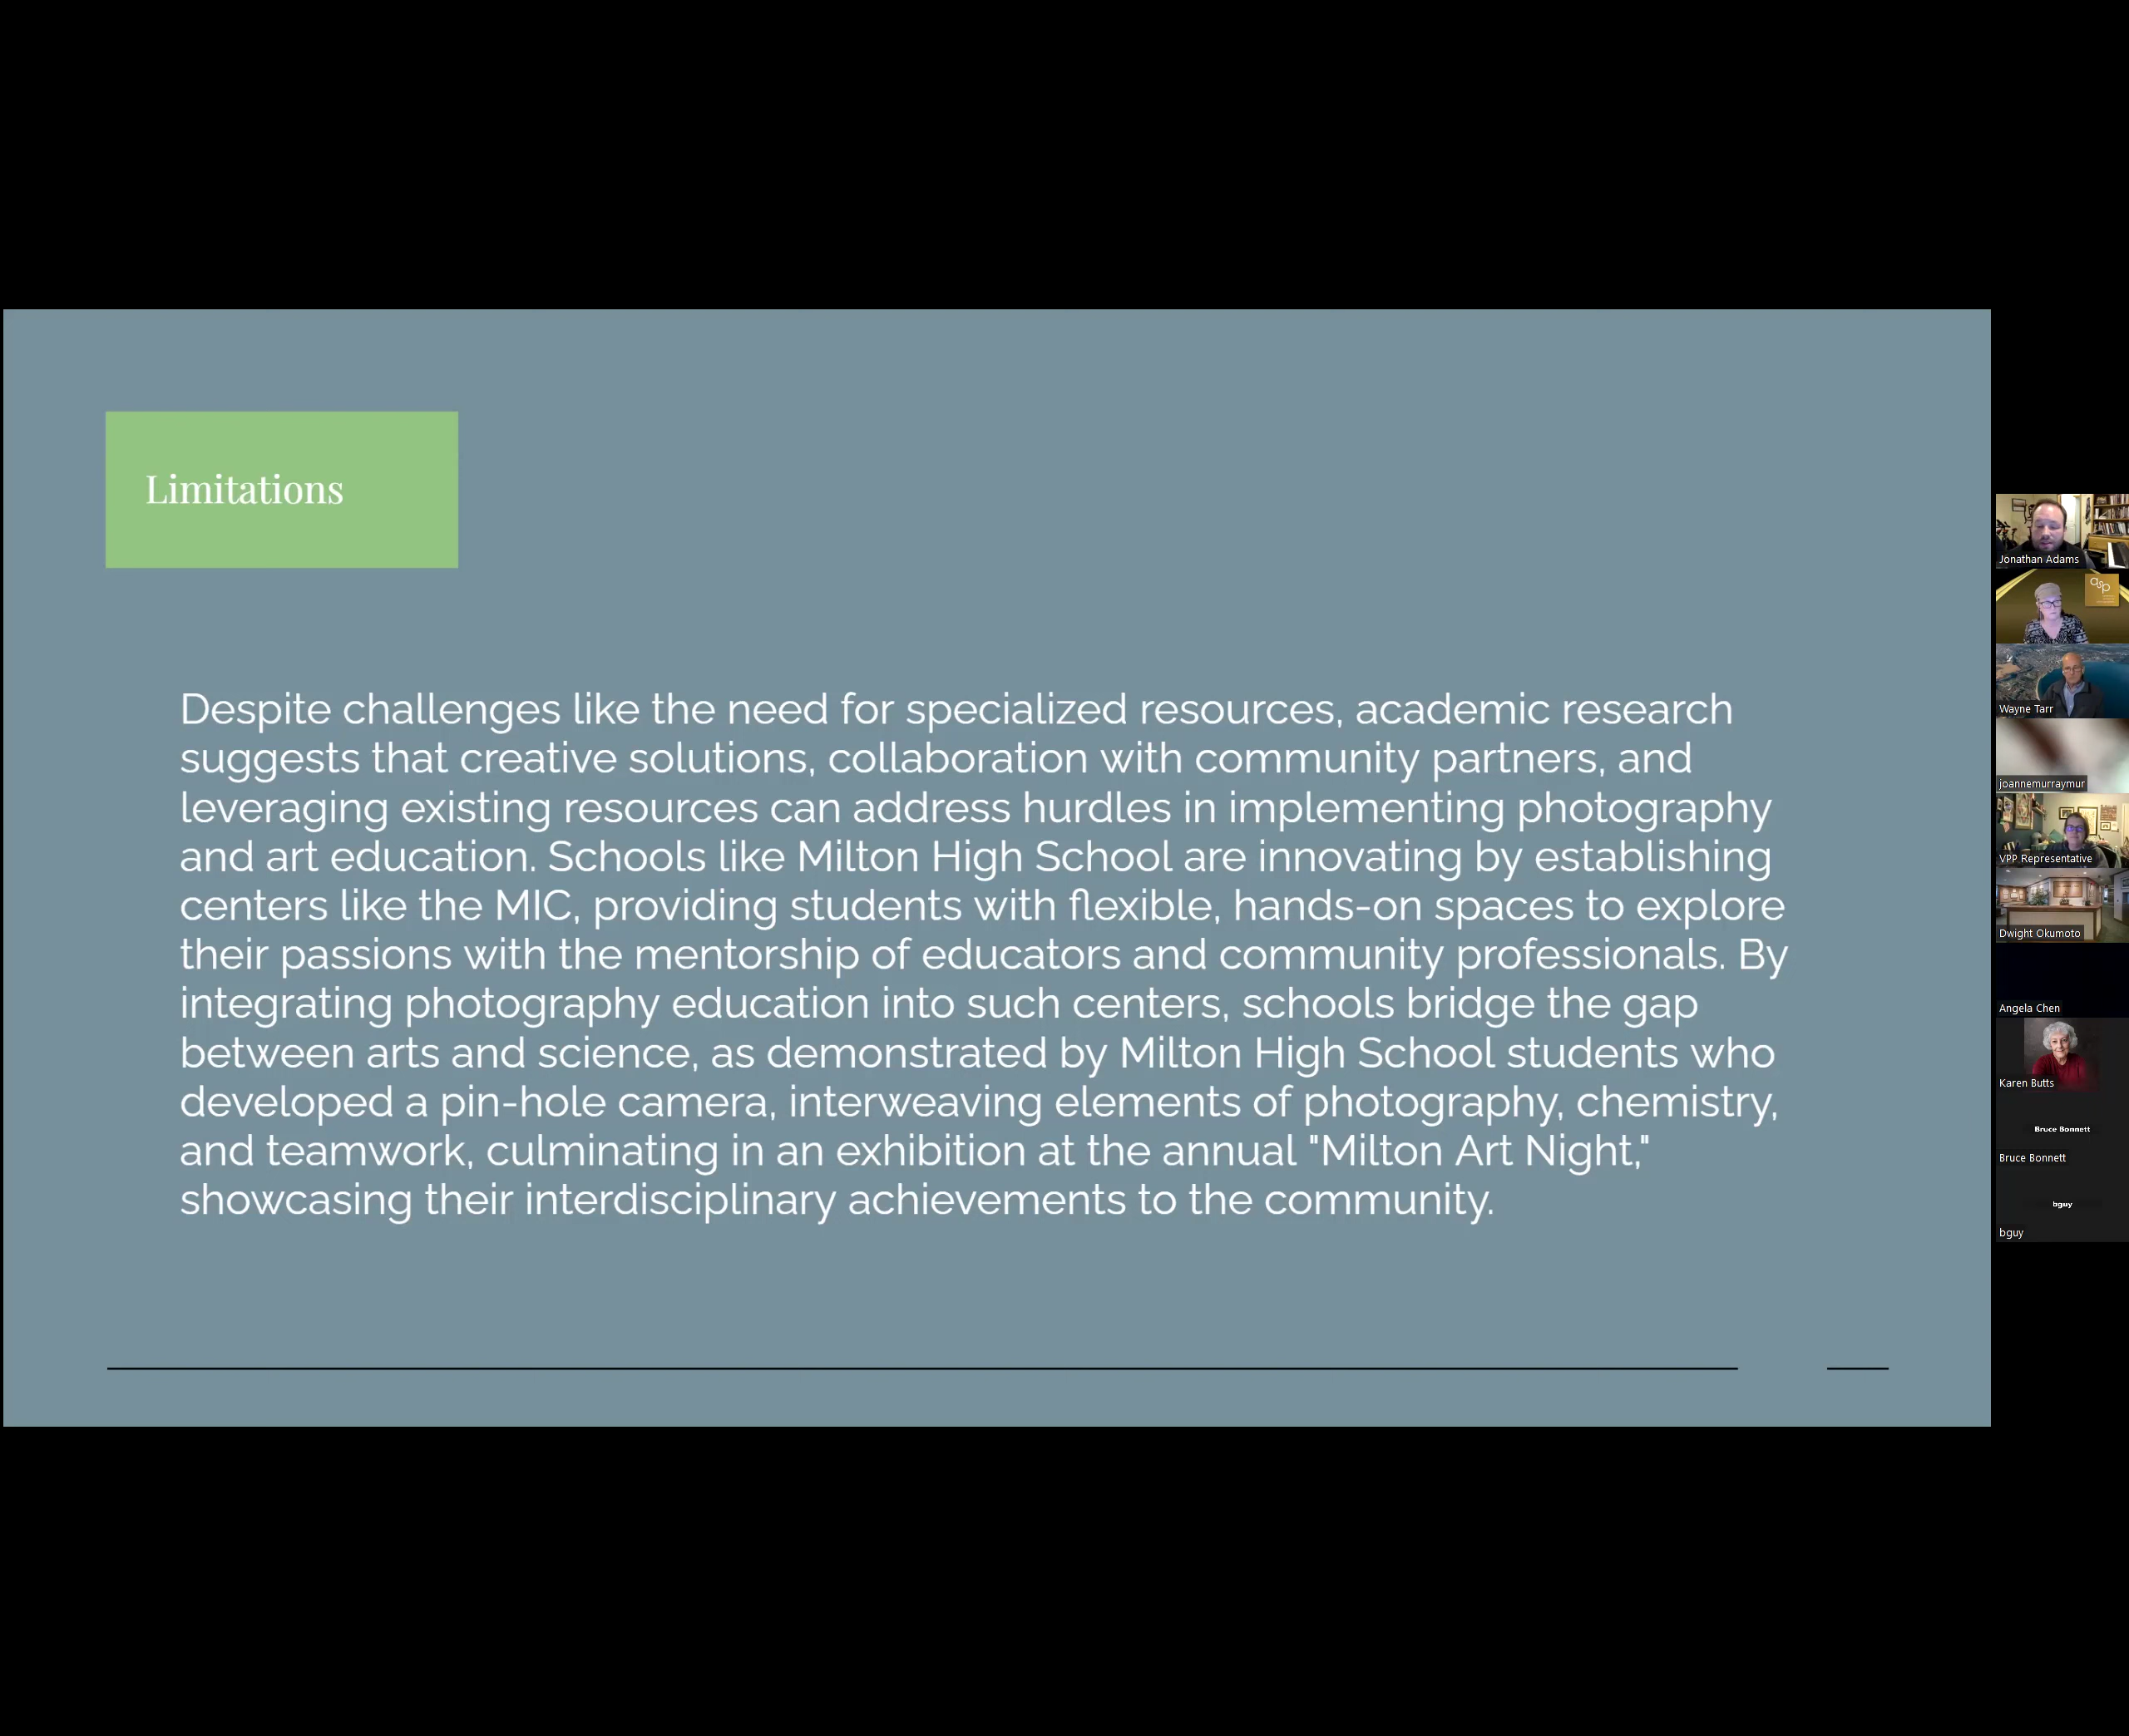 Limitations
Despite challenges like the need for specialized resources, academic research
suggests that creative solutions, collaboration with community partners, and
leveraging existing resources can address hurdles in implementing photography
and art education. Schools like Milton High School are innovating by establishing
centers like the MIC, providing students with flexible, hands-on spaces to explore
their passions with the mentorship of educators and community professionals. By
integrating photography education into such centers, schools bridge the gap
between arts and science, as demonstrated by Milton High School students who
developed a pin-hole camera, interweaving elements of photography, chemistry,
and teamwork, culminating in an exhibition at the annual "Milton Art Night,"
showcasing their interdisciplinary achievements to the community.
Jonathan Adams
asp
Wayne Tarr
joannemurraymur
VPP Representative
Dwight Okumoto
Angela Chen
Karen Butts
Bruce Bonnett
Bruce Bonnett
bguy
bguy